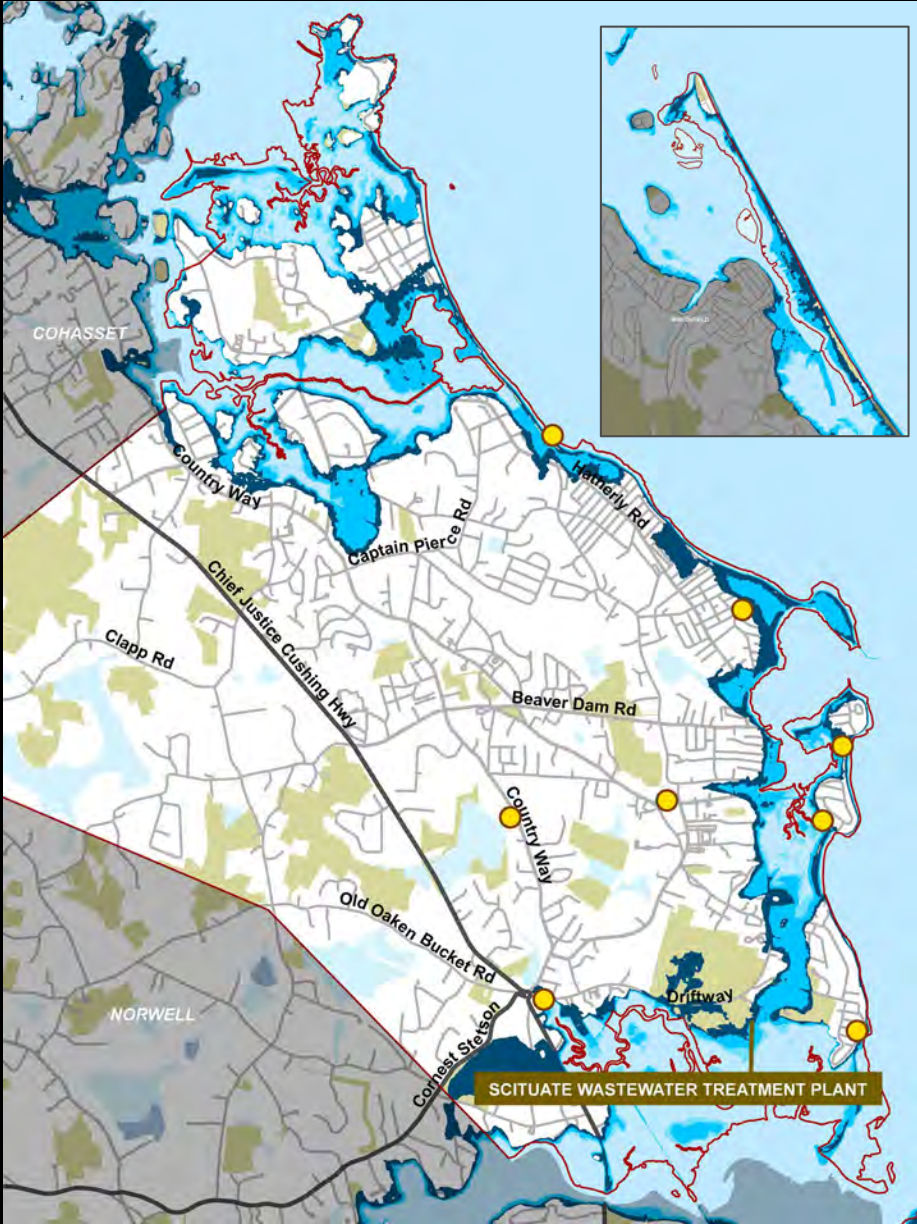 COHASSET
Country Way
Hatherly Rd
Captain Pierce Rd
Chief Justice Cushing Hwy
Clapp Rd
Beaver Dam Rd
Country Way
Old Oaken Bucket Rd
Driftway
NORWELL
Cornest Stetson
SCITUATE WASTEWATER TREATMENT PLANT